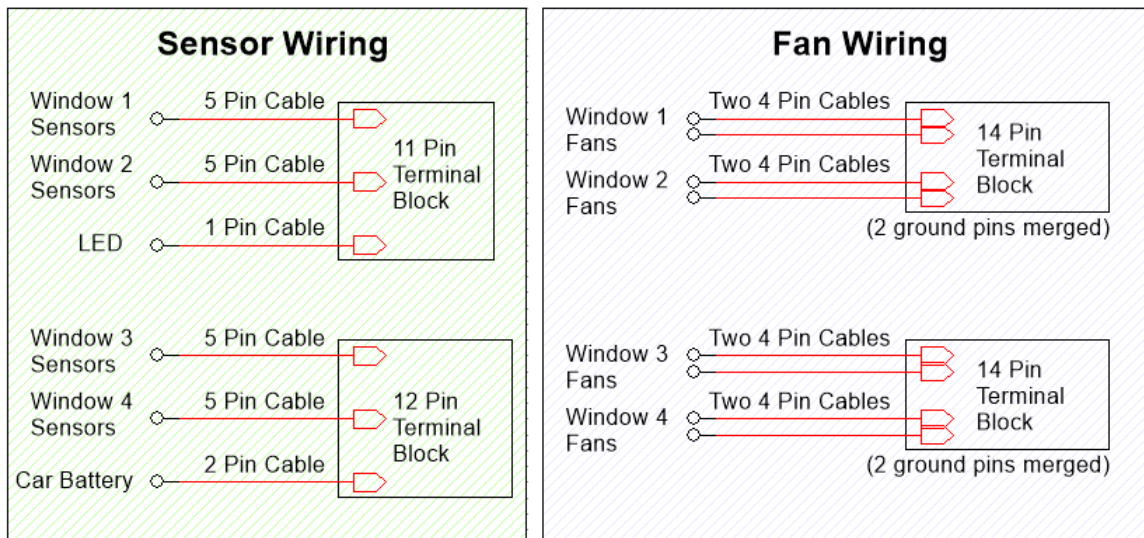 Sensor Wiring
Window 1
Sensors
5 Pin Cable
Window 2
Sensors
5 Pin Cable
LED
1 Pin Cable
11 Pin
Terminal
Block
Window 3
Sensors
5 Pin Cable
Window 4
Sensors
5 Pin Cable
Car Battery
2 Pin Cable
12 Pin
Terminal
Block
Fan Wiring
Window 1
Fans
Two 4 Pin Cables
Window 2
Fans
Two 4 Pin Cables
14 Pin
Terminal
Block
(2 ground pins merged)
Window 3
Fans
Two 4 Pin Cables
Window 4
Fans
Two 4 Pin Cables
14 Pin
Terminal
Block
(2 ground pins merged)